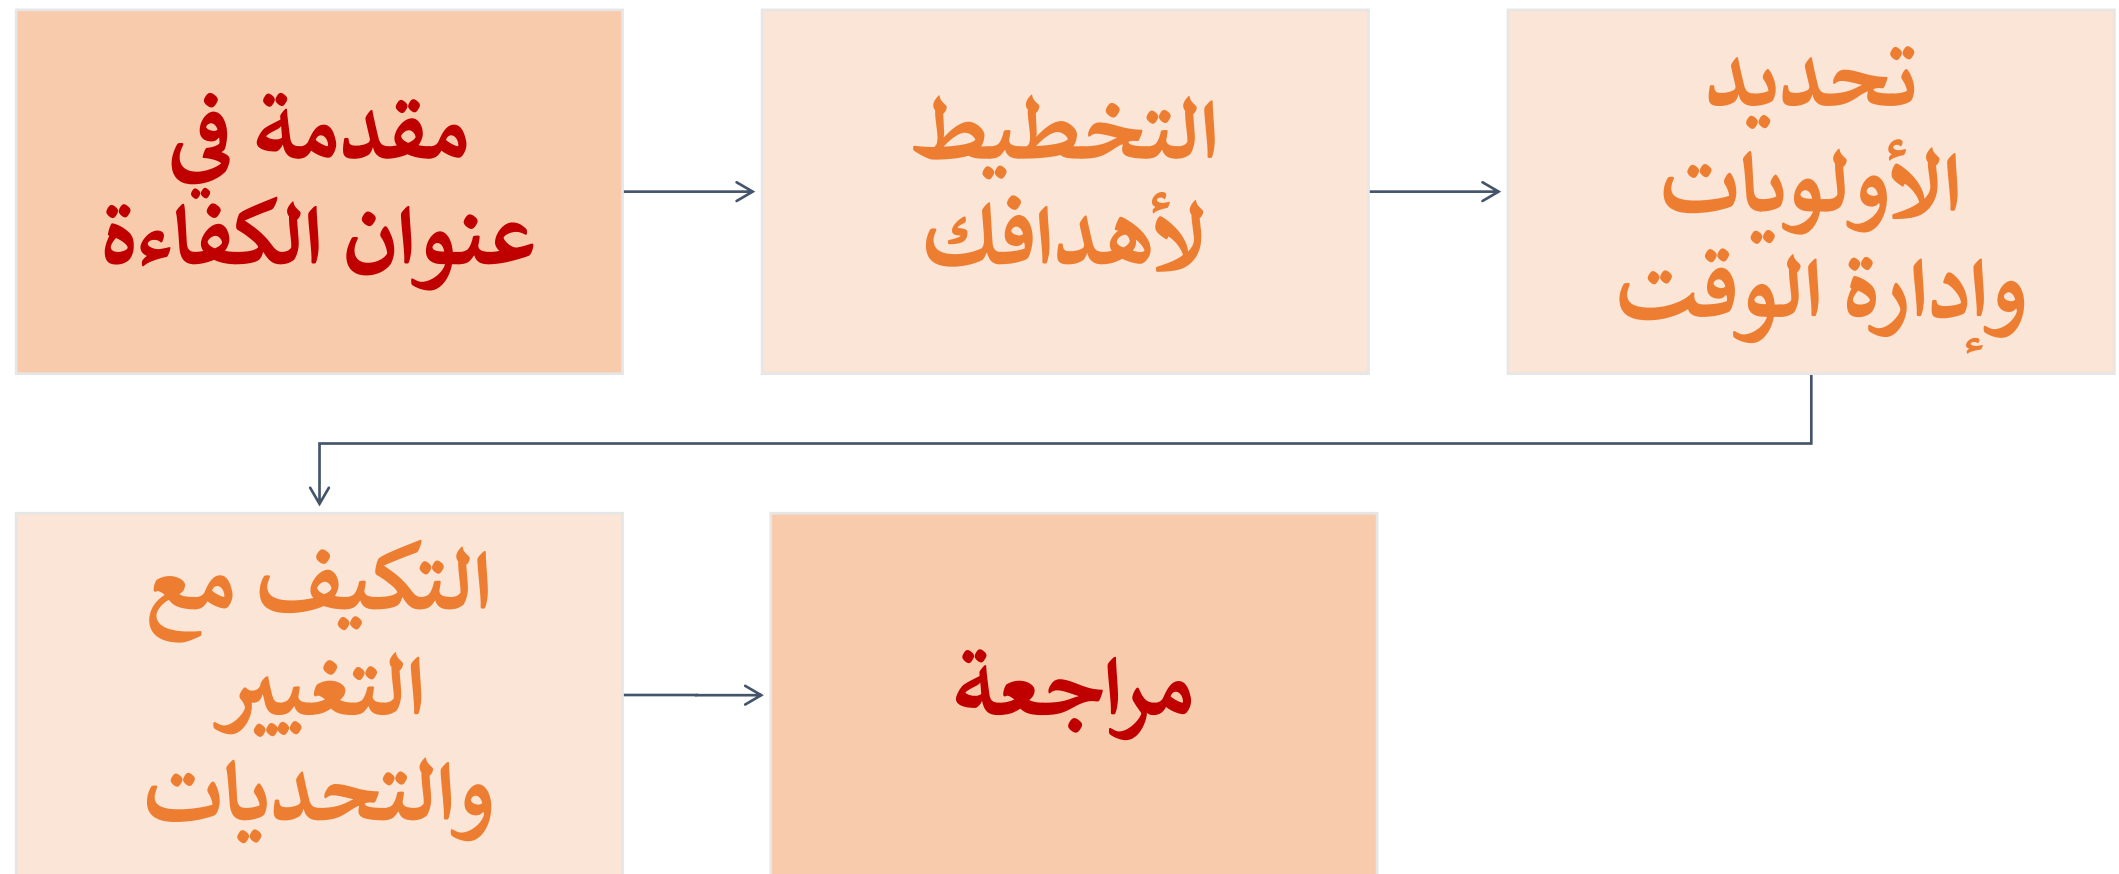 مقدمة في
عنوان الكفاءة
التخطيط
لأهدافك
تحديد
الأولويات
وإدارة الوقت
التكيف مع
التغيير
والتحديات
مراجعة